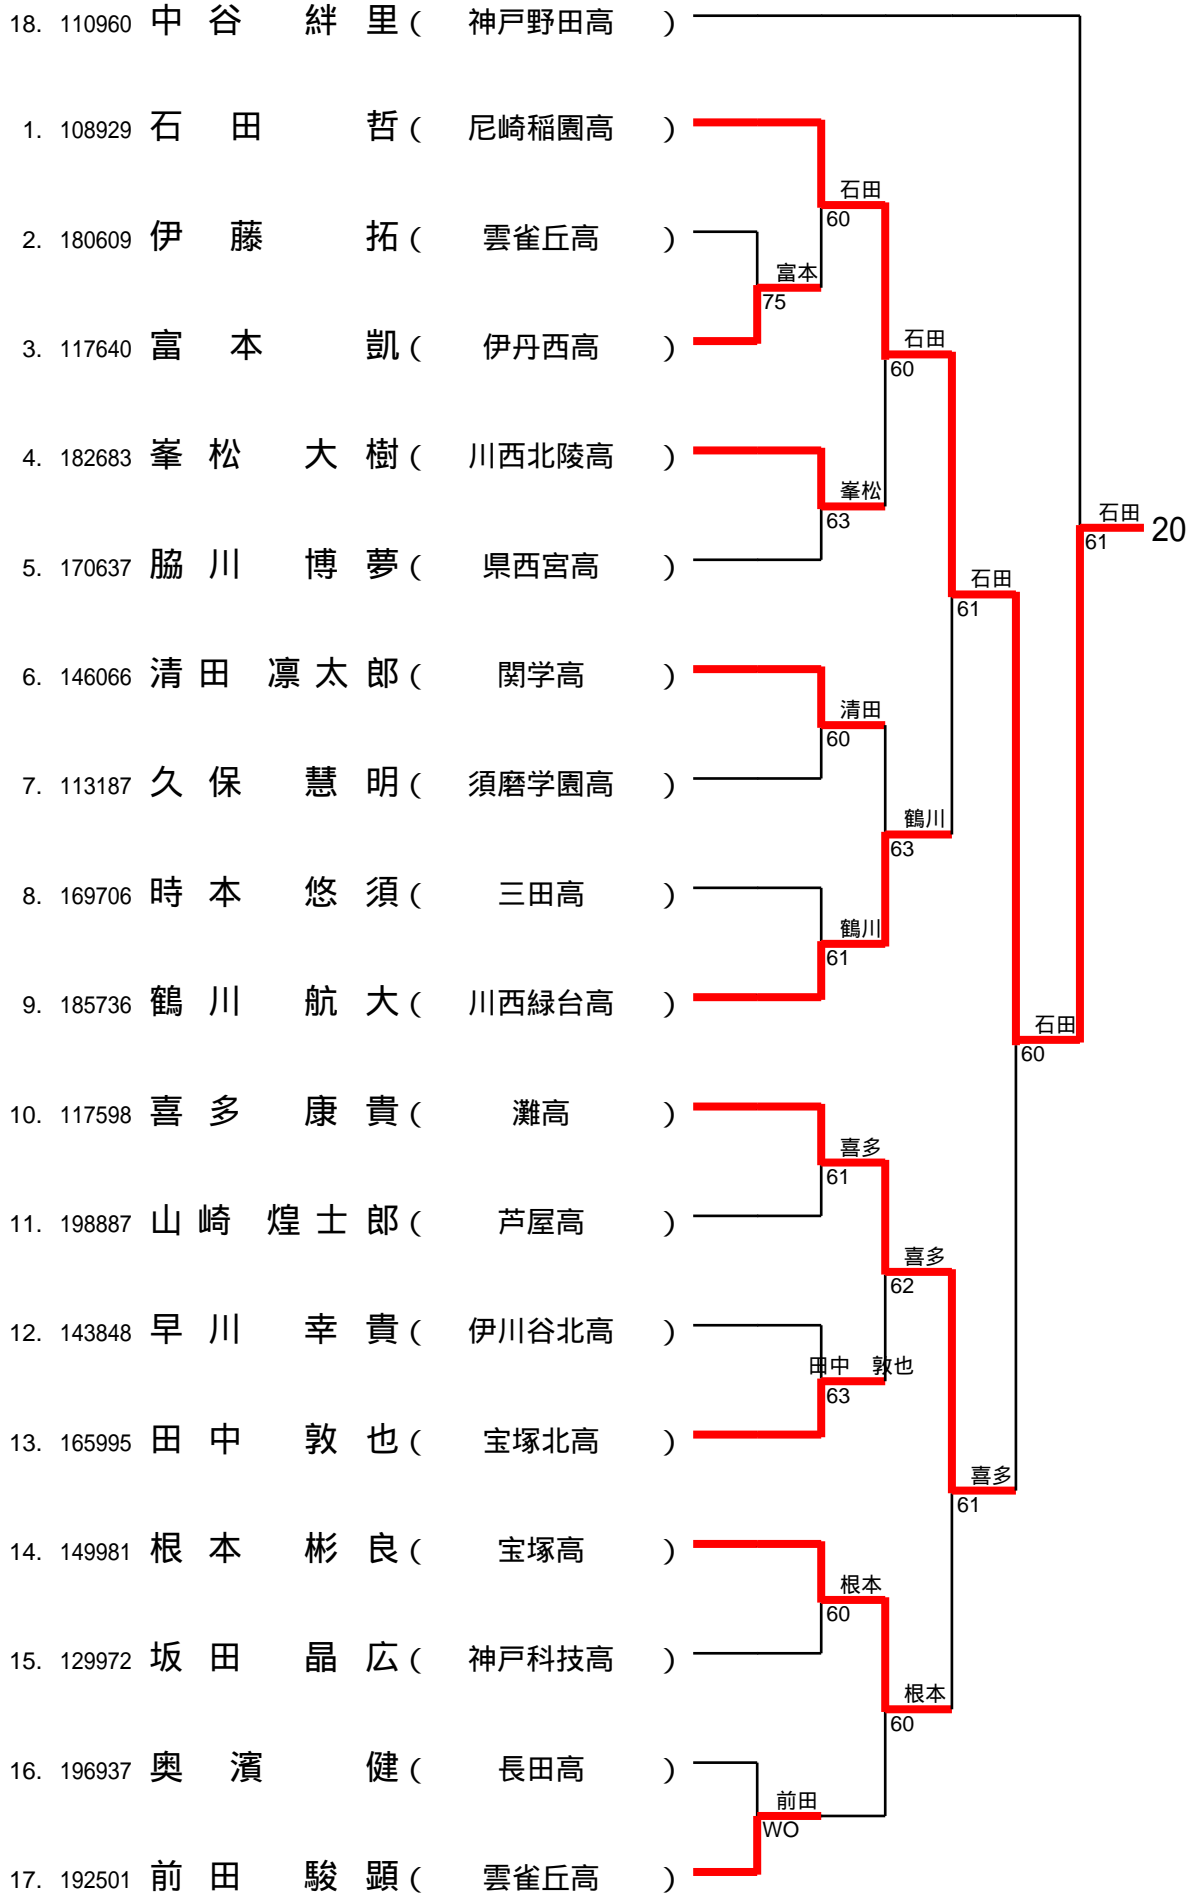 18. 110960 中谷 絆里 ( 神戸野田高 )
1. 108929 石田 哲 ( 尼崎稲園高 )
石田
60
2. 180609 伊藤 拓 ( 雲雀丘高 )
富本
75
3. 117640 富本 凱 ( 伊丹西高 )
石田
60
4. 182683 峯松 大樹 ( 川西北陵高 )
峯松
63
石田 20
61
5. 170637 脇川 博夢 ( 県西宮高 )
石田
61
6. 146066 清田 凛太郎 ( 関学高 )
清田
60
7. 113187 久保 慧明 ( 須磨学園高 )
鶴川
63
8. 169706 時本 悠須 ( 三田高 )
鶴川
61
9. 185736 鶴川 航大 ( 川西緑台高 )
石田
60
10. 117598 喜多 康貴 ( 灘高 )
喜多
61
11. 198887 山崎 煌士郎 ( 芦屋高 )
喜多
62
12. 143848 早川 幸貴 ( 伊川谷北高 )
田中 敦也
63
13. 165995 田中 敦也 ( 宝塚北高 )
喜多
61
14. 149981 根本 彬良 ( 宝塚高 )
根本
60
15. 129972 坂田 晶広 ( 神戸科技高 )
根本
60
16. 196937 奥濱 健 ( 長田高 )
前田
WO
17. 192501 前田 駿顕 ( 雲雀丘高 )